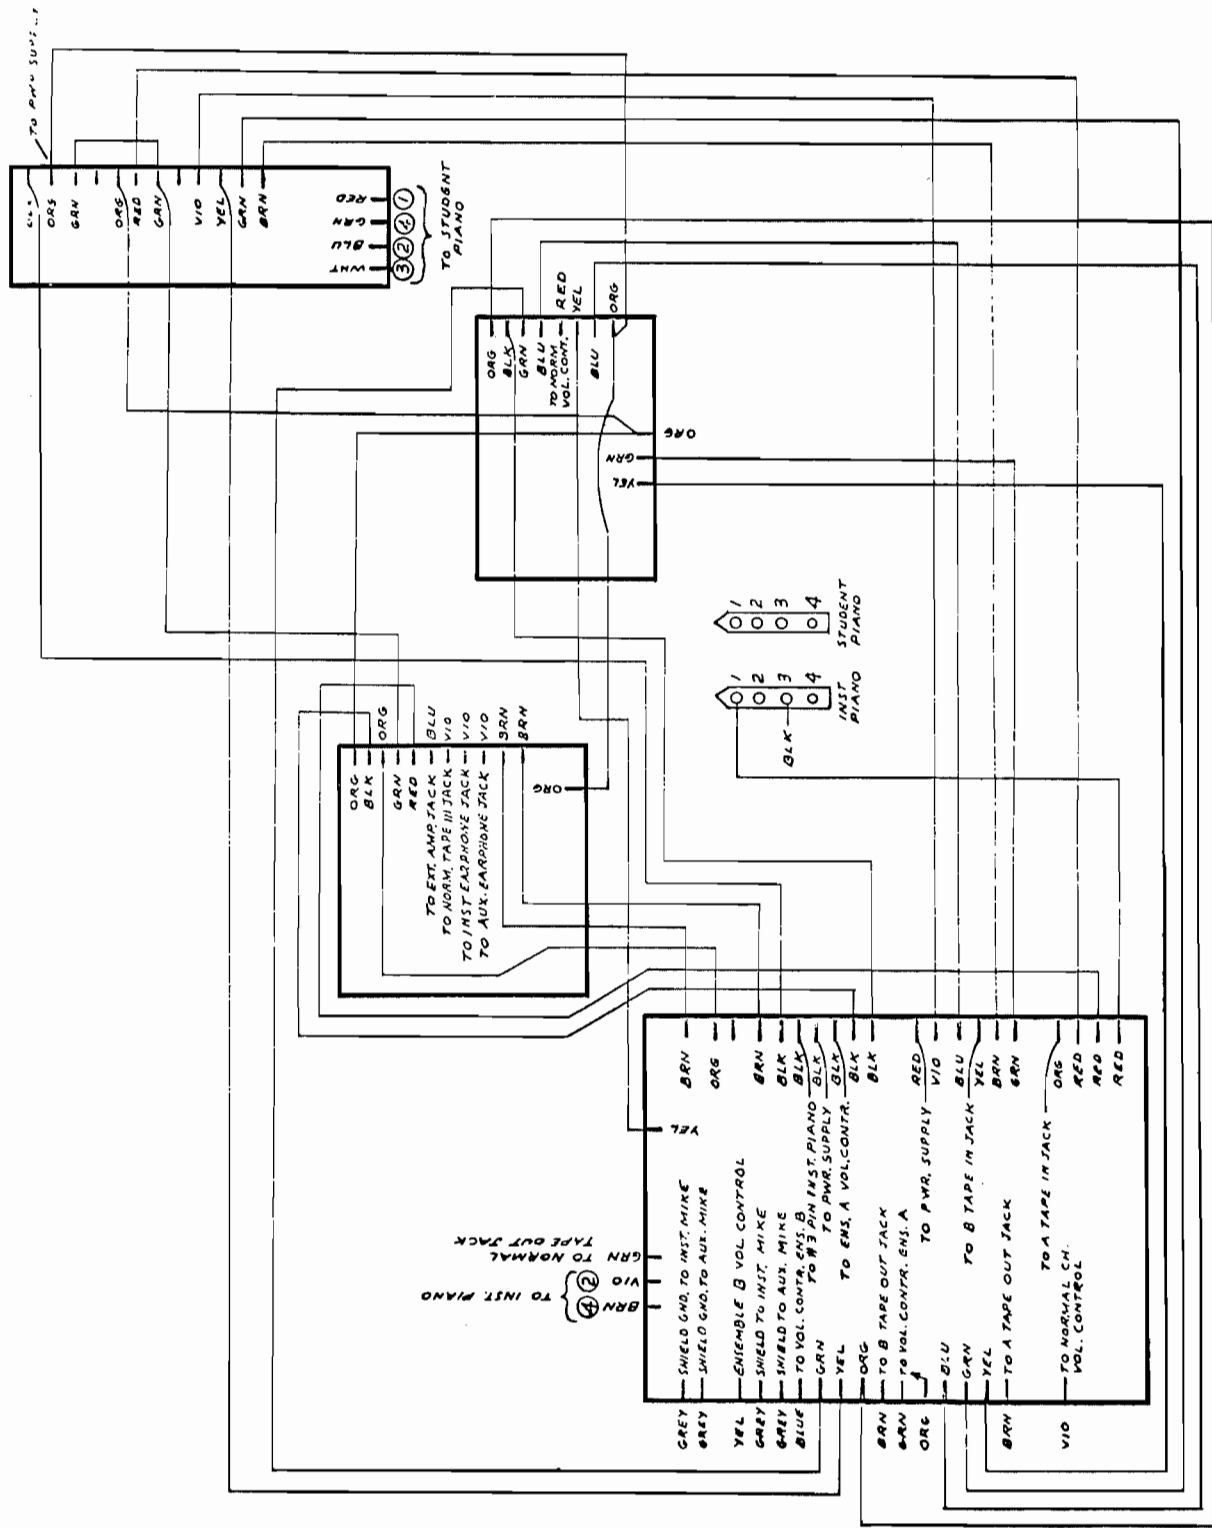 TO PWR SUP
ORG
GRN
ORG
RED
GRN
VIO
YEL
GRN
BRN
RED 1
GRN 4
BLU 2
WHT 3
TO STUDENT
PIANO
ORG
BLK
GRN
BLU
TO NORM.
VOL. CONT.
RED
YEL
BLU
ORG
ORG
GRN
YEL
1
2
3
4
STUDENT
PIANO
1
2
3
4
INST
PIANO
BLK
ORG
BLK
ORG
GRN
RED
TO EXT. AMP. JACK BLU
TO NORM. TAPE IN JACK VIO
TO INST EARPHONE JACK VIO
TO AUX. EARPHONE JACK VIO
BRN
BRN
ORG
BRN
ORG
BRN
BLK
BLK
BLK
BLK
BLK
BLK
TO #3 PIN INST. PIANO
TO PWR. SUPPLY
TO ENS. A VOL. CONTR.
TO PWR. SUPPLY RED
VIO
BLU
TO B TAPE IN JACK YEL
BRN
GRN
TO A TAPE IN JACK ORG
RED
RED
RED
YEL
GRN TO NORMAL
TAPE OUT JACK
VIO 2
BRN 4
TO INST. PIANO
GREY SHIELD GND. TO INST. MIKE
GREY SHIELD GND. TO AUX. MIKE
YEL ENSEMBLE B VOL CONTROL
GREY SHIELD TO INST. MIKE
GREY SHIELD TO AUX. MIKE
BLUE TO VOL. CONTR. ENS. B
GRN
YEL
ORG
BRN TO B TAPE OUT JACK
GRN TO VOL. CONTR. ENS. A
ORG
BLU
GRN
YEL
BRN TO A TAPE OUT JACK
VIO TO NORMAL CH.
VOL. CONTROL